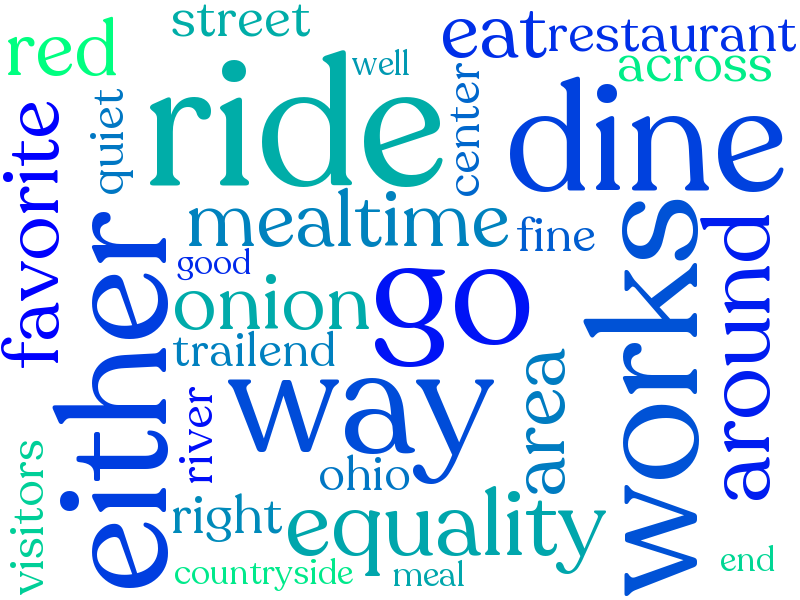 street
eat
restaurant
red
well
across
ride
center
dine
quiet
favorite
mealtime
fine
works
around
either
good
onion
go
trailend
way
area
river
ohio
visitors
right
equality
countryside
meal
end